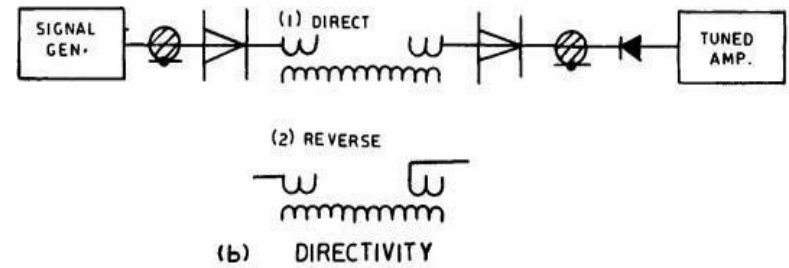 SIGNAL
GEN.
(1) DIRECT
TUNED
AMP.
(2) REVERSE
(b) DIRECTIVITY